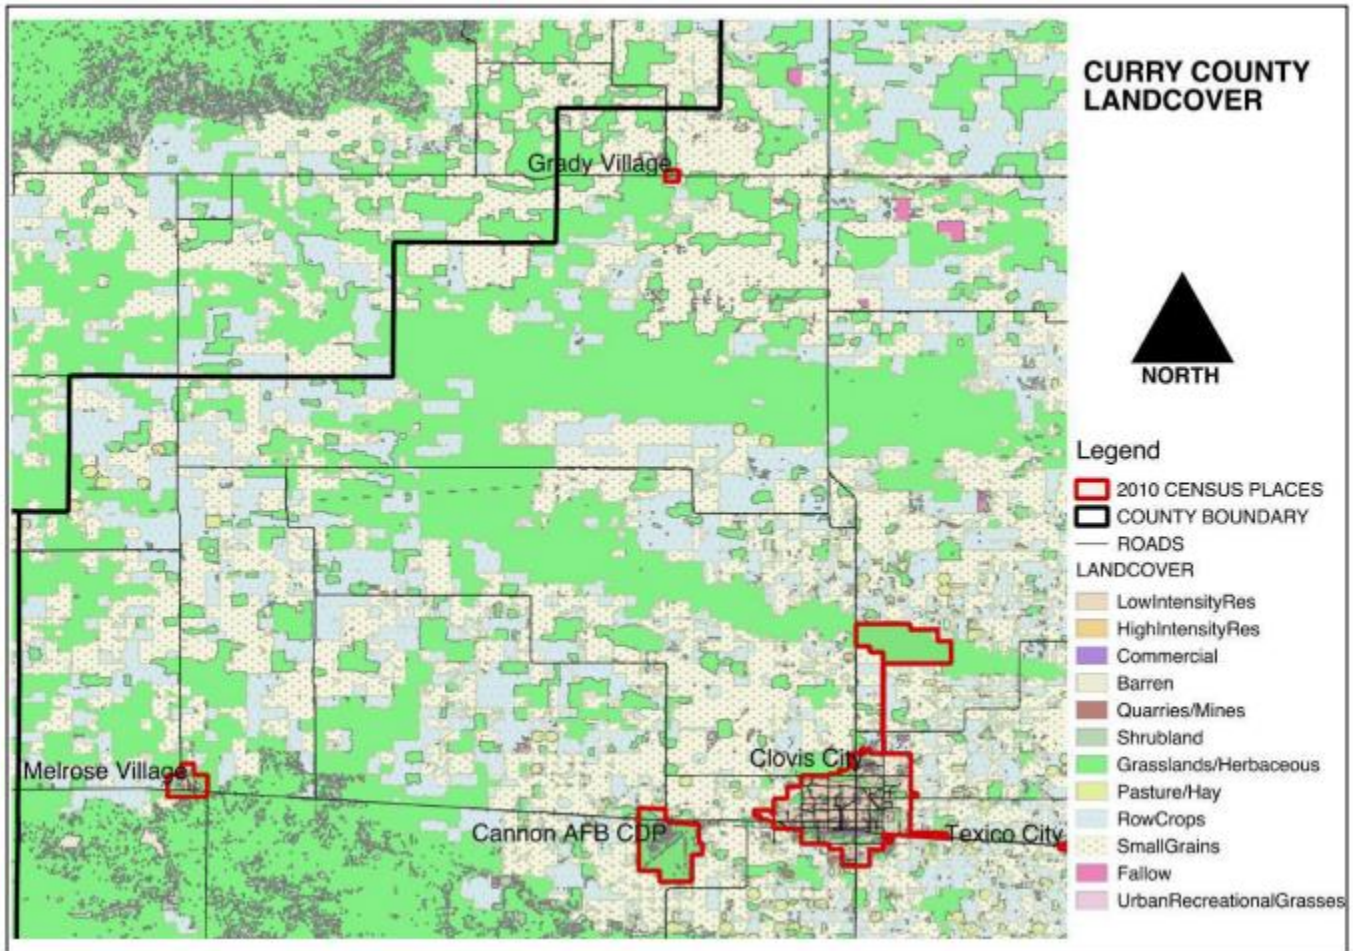 CURRY COUNTY
LANDCOVER
Grady Village
NORTH
Legend
2010 CENSUS PLACES
COUNTY BOUNDARY
ROADS
LANDCOVER
LowIntensityRes
HighIntensityRes
Commercial
Barren
Quarries/Mines
Shrubland
Grasslands/Herbaceous
Pasture/Hay
RowCrops
SmallGrains
Fallow
UrbanRecreationalGrasses
Clovis City
Melrose Village
Cannon AFB CDP
Texico City